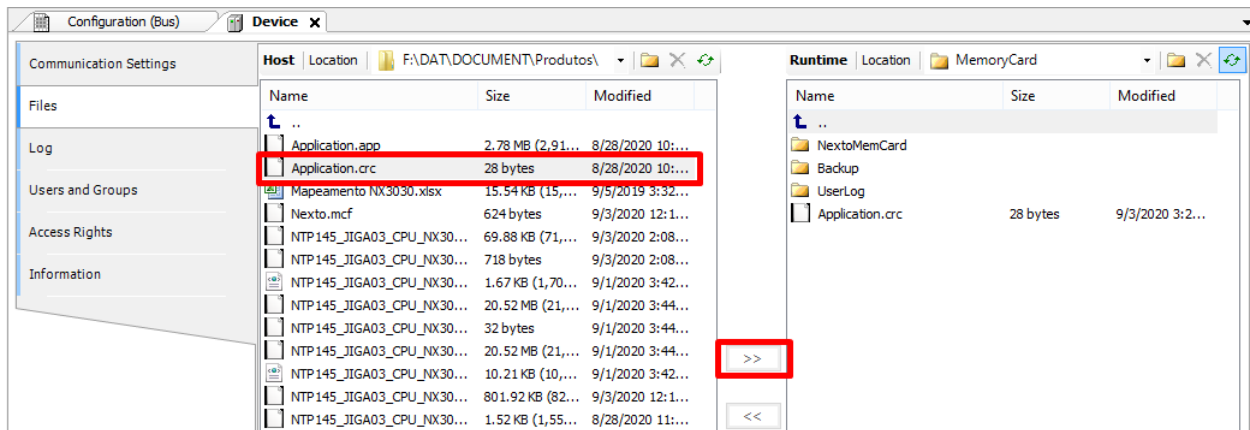 Configuration (Bus) Device X
Communication Settings
Files
Log
Users and Groups
Access Rights
Information
Host Location F:\DAT\DOCUMENT\Produtos\
Name Size Modified
..
Application.app 2.78 MB (2,91... 8/28/2020 10:...
Application.crc 28 bytes 8/28/2020 10:...
Mapeamento NX3030.xlsx 15.54 KB (15,... 9/5/2019 3:32...
Nexto.mcf 624 bytes 9/3/2020 12:1...
NTP145_JIGA03_CPU_NX30... 69.88 KB (71,... 9/3/2020 2:08...
NTP145_JIGA03_CPU_NX30... 718 bytes 9/3/2020 2:08...
NTP145_JIGA03_CPU_NX30... 1.67 KB (1,70... 9/1/2020 3:42...
NTP145_JIGA03_CPU_NX30... 20.52 MB (21,... 9/1/2020 3:44...
NTP145_JIGA03_CPU_NX30... 32 bytes 9/1/2020 3:44...
NTP145_JIGA03_CPU_NX30... 20.52 MB (21,... 9/1/2020 3:44...
NTP145_JIGA03_CPU_NX30... 10.21 KB (10,... 9/1/2020 3:42...
NTP145_JIGA03_CPU_NX30... 801.92 KB (82... 9/3/2020 12:1...
NTP145_JIGA03_CPU_NX30... 1.52 KB (1,55... 8/28/2020 11:...
>>
<<
Runtime Location MemoryCard
Name Size Modified
..
NextoMemCard
Backup
UserLog
Application.crc 28 bytes 9/3/2020 3:2...